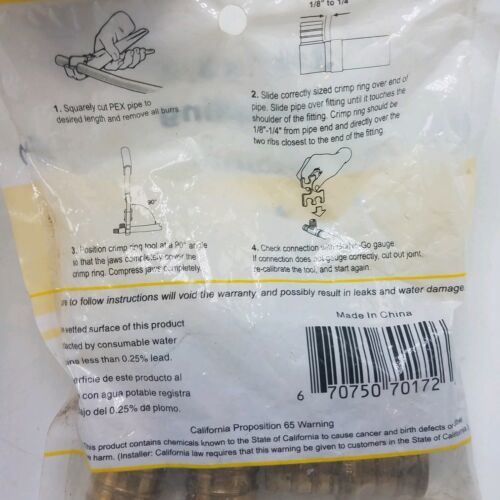 1/8" to 1/4"
1. Squarely cut PEX pipe to
desired length and remove all burrs.
2. Slide correctly sized crimp ring over end of
pipe. Slide pipe over fitting until it touches the
shoulder of the fitting. Crimp ring should be
1/8"-1/4" from pipe end and directly over the
two ribs closest to the end of the fitting.
90°
3. Position crimp ring tool at a 90° angle
so that the jaws completely cover the
crimp ring. Compress jaws completely.
4. Check connection with Go/No-Go gauge
If connection does not gauge correctly, cut out joint,
re-calibrate the tool, and start again.
re to follow instructions will void the warranty, and possibly result in leaks and water damage
Made in China
wetted surface of this product
tacted by consumable water
ins less than 0.25% lead.
erficie de este producto al
o con agua potable registra
bajo del 0.25% de plomo.
6 70750 70172
California Proposition 65 Warning
This product contains chemicals known to the State of California to cause cancer and birth defects or other
e harm. (Installer: California law requires that this warning be given to customers in the State of California.